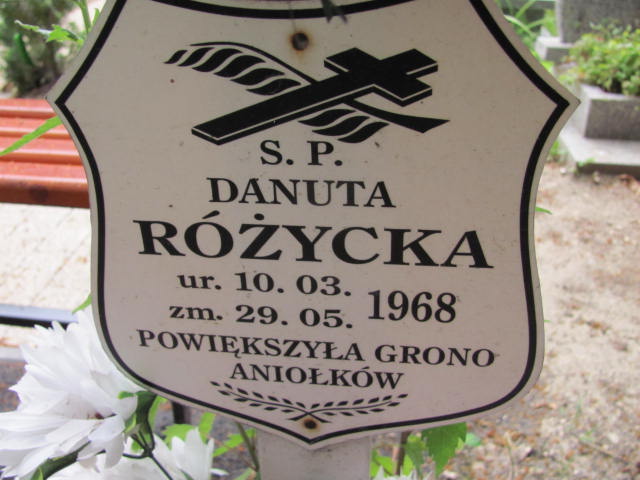 S. P.
DANUTA
RÓŻYCKA
ur. 10. 03.
zm. 29. 05. 1968
POWIĘKSZYŁA GRONO
ANIOŁKÓW